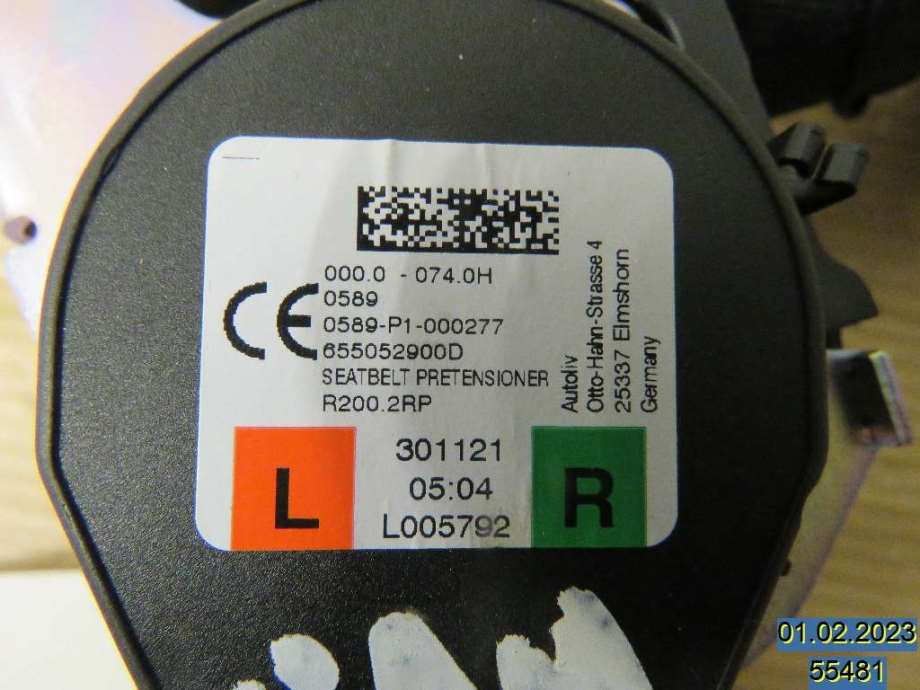 000.0 - 074.0H
CE
0589
0589-P1-000277
655052900D
SEATBELT PRETENSIONER
R200.2RP
Autoliv
Otto-Hahn-Strasse 4
25337 Elmshorn
Germany
L
301121
05:04
L005792
R
01.02.2023
55481